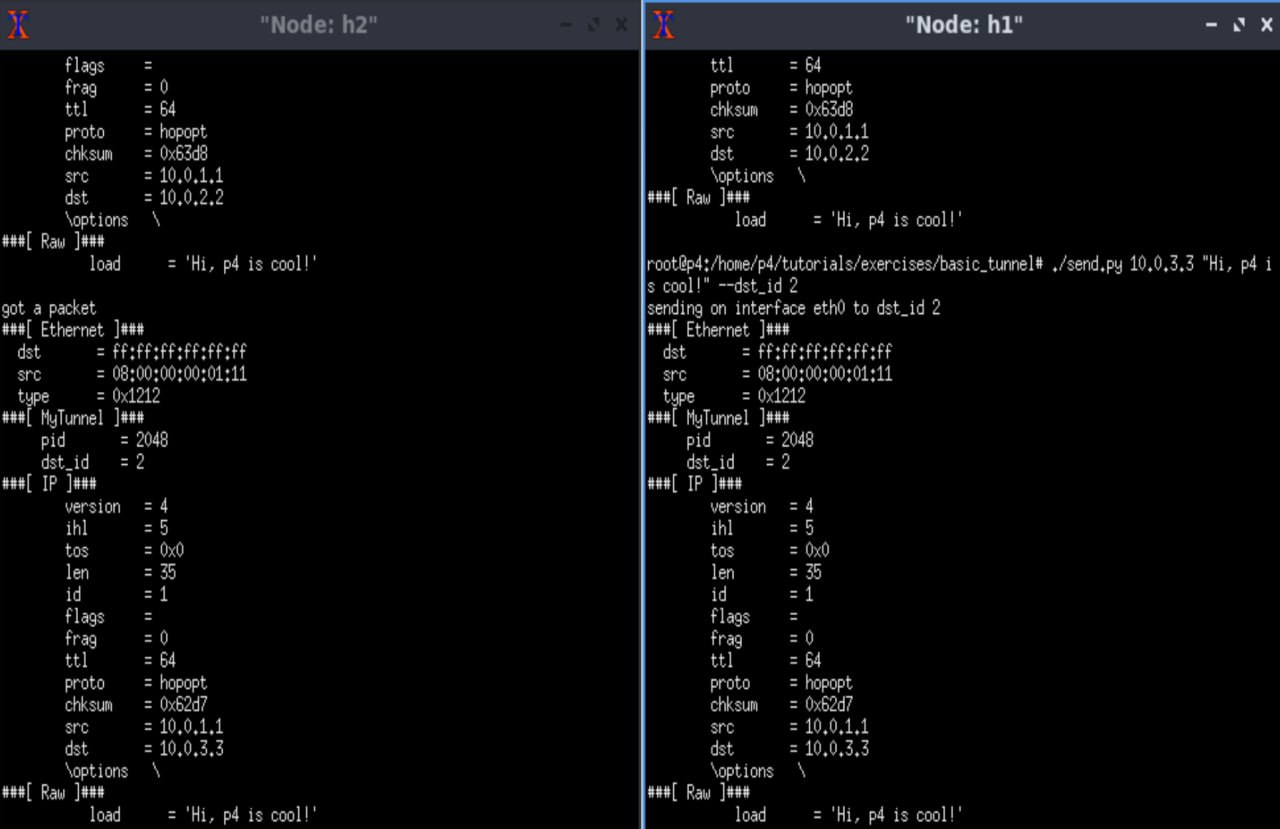 "Node: h2"
flags     =
frag      = 0
ttl       = 64
proto     = hopopt
chksum    = 0x63d8
src       = 10.0.1.1
dst       = 10.0.2.2
\options   \
###[ Raw ]###
load      = 'Hi, p4 is cool!'
got a packet
###[ Ethernet ]###
dst       = ff:ff:ff:ff:ff:ff
src       = 08:00:00:00:01:11
type      = 0x1212
###[ MyTunnel ]###
pid       = 2048
dst_id    = 2
###[ IP ]###
version   = 4
ihl       = 5
tos       = 0x0
len       = 35
id        = 1
flags     =
frag      = 0
ttl       = 64
proto     = hopopt
chksum    = 0x62d7
src       = 10.0.1.1
dst       = 10.0.3.3
\options   \
###[ Raw ]###
load      = 'Hi, p4 is cool!'
"Node: h1"
ttl       = 64
proto     = hopopt
chksum    = 0x63d8
src       = 10.0.1.1
dst       = 10.0.2.2
\options   \
###[ Raw ]###
load      = 'Hi, p4 is cool!'
root@p4:/home/p4/tutorials/exercises/basic_tunnel# ./send.py 10.0.3.3 "Hi, p4 i
s cool!" --dst_id 2
sending on interface eth0 to dst_id 2
###[ Ethernet ]###
dst       = ff:ff:ff:ff:ff:ff
src       = 08:00:00:00:01:11
type      = 0x1212
###[ MyTunnel ]###
pid       = 2048
dst_id    = 2
###[ IP ]###
version   = 4
ihl       = 5
tos       = 0x0
len       = 35
id        = 1
flags     =
frag      = 0
ttl       = 64
proto     = hopopt
chksum    = 0x62d7
src       = 10.0.1.1
dst       = 10.0.3.3
\options   \
###[ Raw ]###
load      = 'Hi, p4 is cool!'